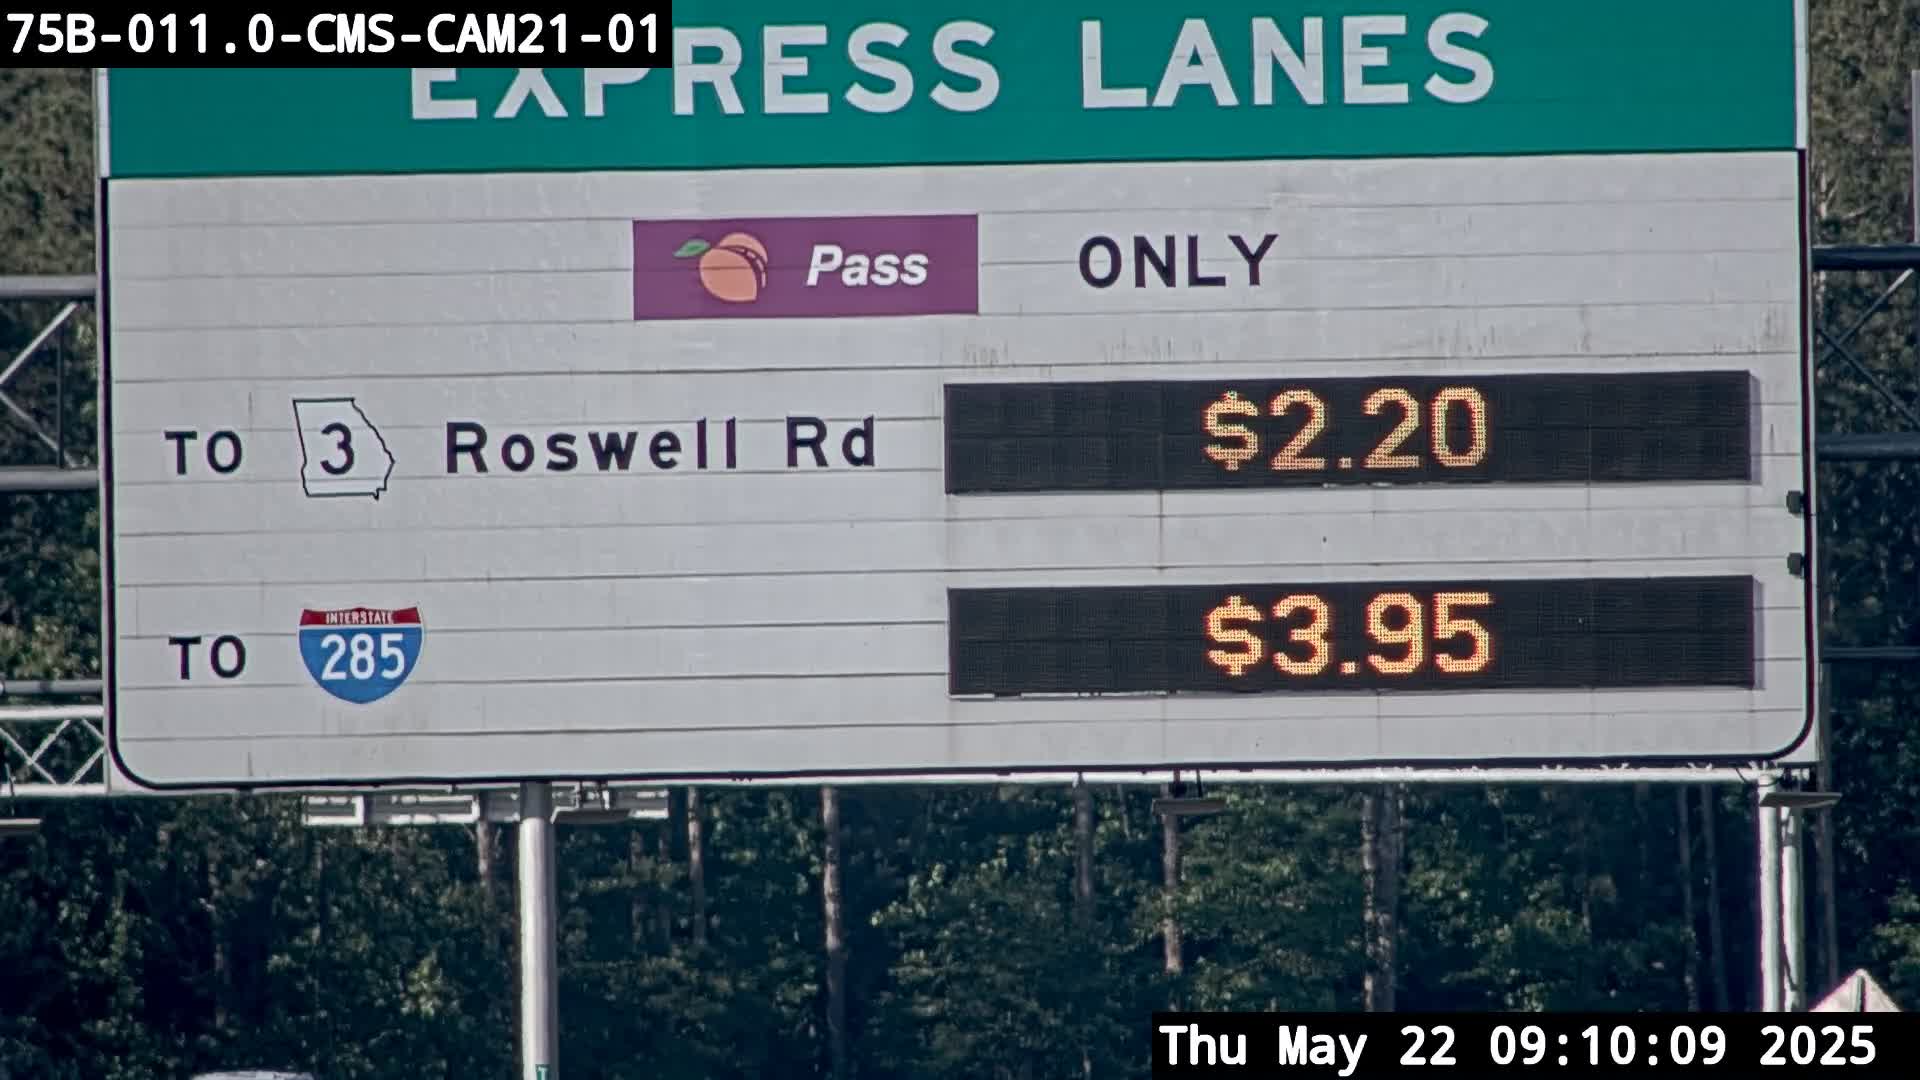 75B-011.0-CMS-CAM21-01
EXPRESS LANES
Pass ONLY
TO 3 Roswell Rd $2.20
TO INTERSTATE 285 $3.95
Thu May 22 09:10:09 2025